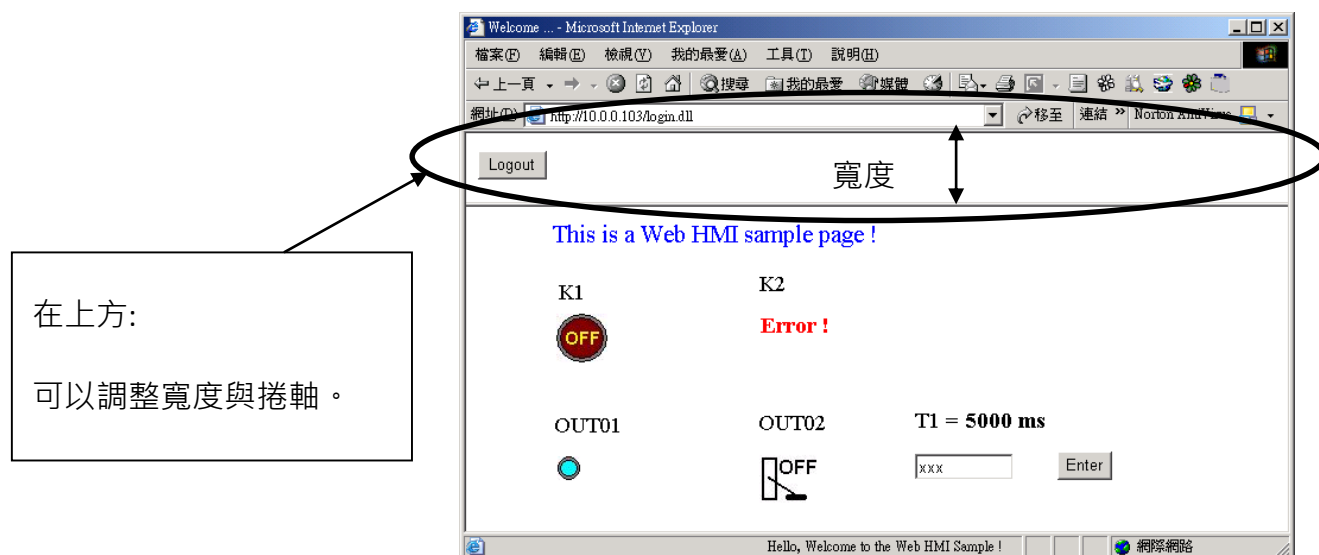 Welcome ... - Microsoft Internet Explorer
檔案(F) 編輯(E) 檢視(V) 我的最愛(A) 工具(T) 說明(H)
上一頁 搜尋 我的最愛 媒體
網址(D) http://10.0.0.103/login.dll 移至 連結 » Norton AntiVirus
Logout
寬度
This is a Web HMI sample page !
K1 K2
OFF Error !
在上方:
可以調整寬度與捲軸。
OUT01 OUT02 T1 = 5000 ms
OFF xxx Enter
Hello, Welcome to the Web HMI Sample ! 網際網路